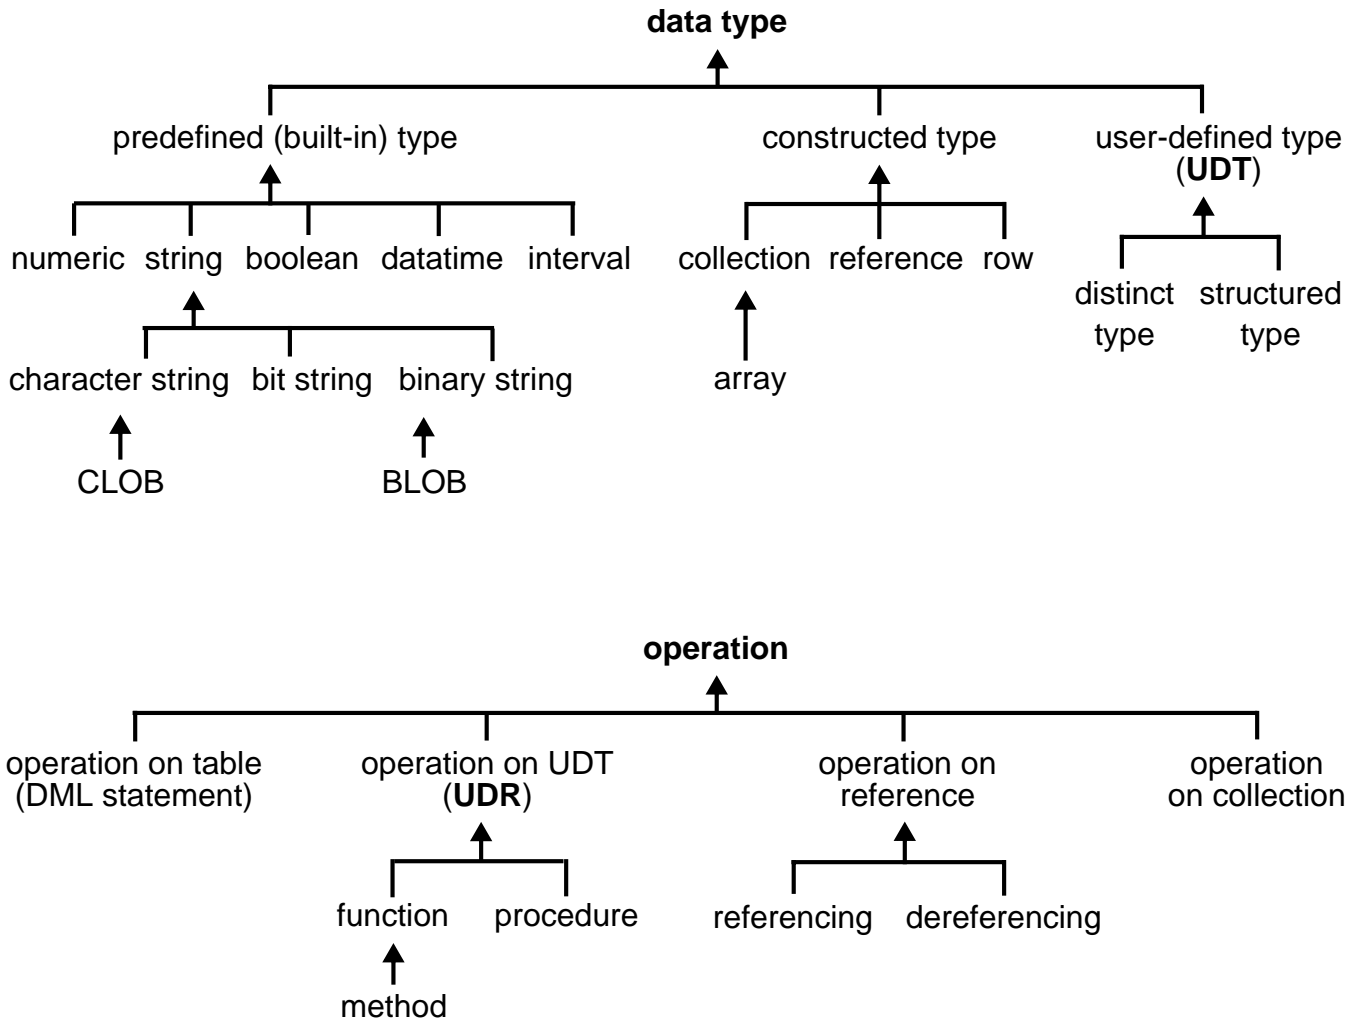 data type
predefined (built-in) type
constructed type
user-defined type
(UDT)
numeric
string
boolean
datatime
interval
collection
reference
row
distinct
type
structured
type
character string
bit string
binary string
array
CLOB
BLOB
operation
operation on table
(DML statement)
operation on UDT
(UDR)
operation on
reference
operation
on collection
function
procedure
referencing
dereferencing
method